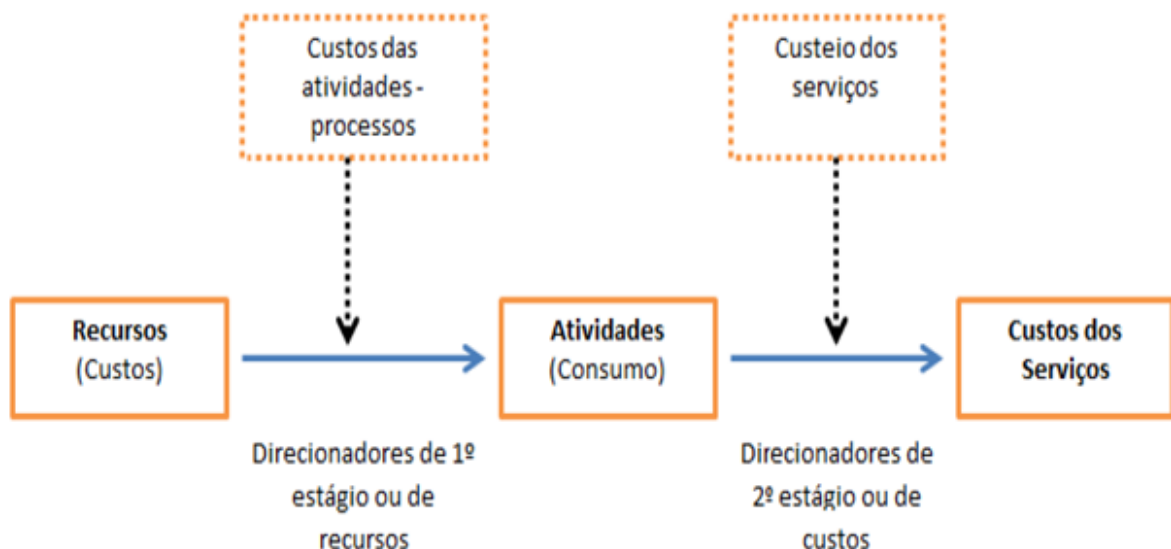 Custos das
atividades -
processos
Custeio dos
serviços
Recursos
(Custos)
Atividades
(Consumo)
Custos dos
Serviços
Direcionadores de 1º
estágio ou de
recursos
Direcionadores de
2º estágio ou de
custos